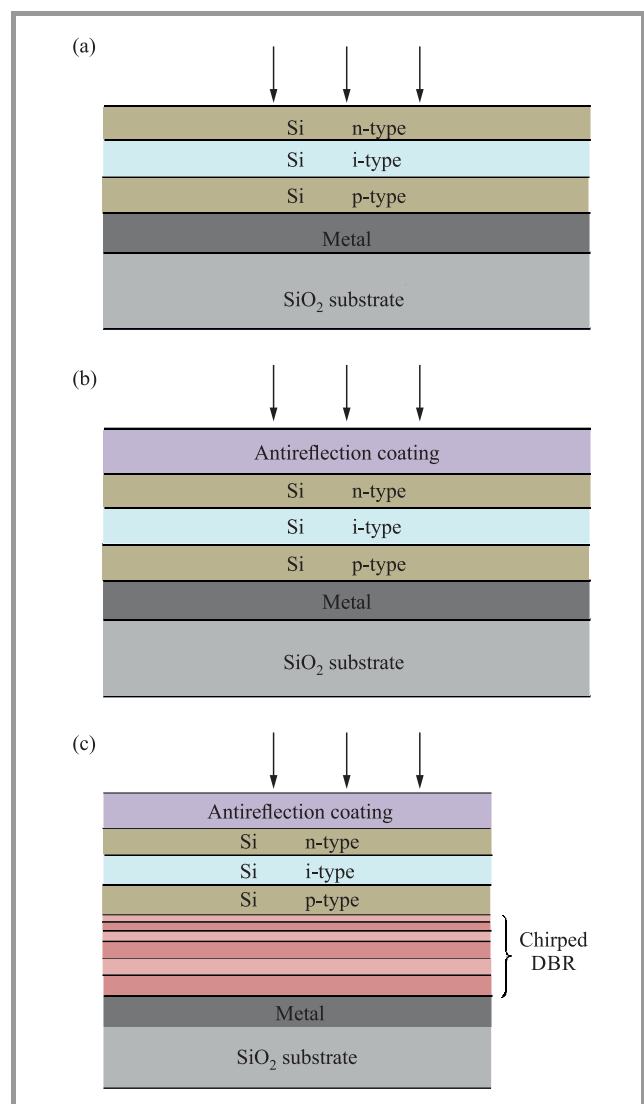 (a)
Si n-type
Si i-type
Si p-type
Metal
SiO₂ substrate
(b)
Antireflection coating
Si n-type
Si i-type
Si p-type
Metal
SiO₂ substrate
(c)
Antireflection coating
Si n-type
Si i-type
Si p-type
Chirped
DBR
Metal
SiO₂ substrate